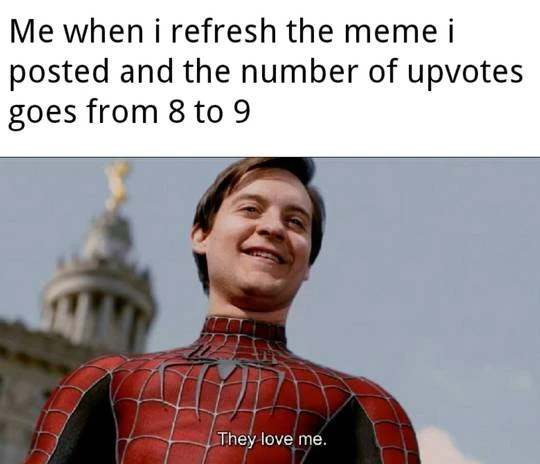 Me when i refresh the meme i
posted and the number of upvotes
goes from 8 to 9
They love me.